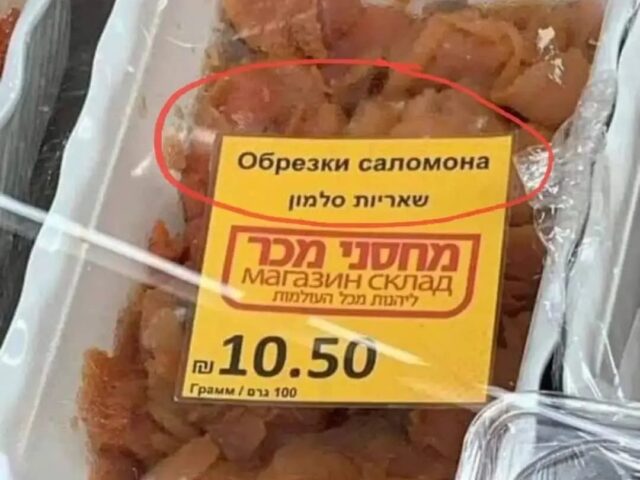 Обрезки саломона
שאריות סלמון
מחסני מכר
магазин склад
ליהנות מכל העולמות
₪10.50
Грамм / גרם 100